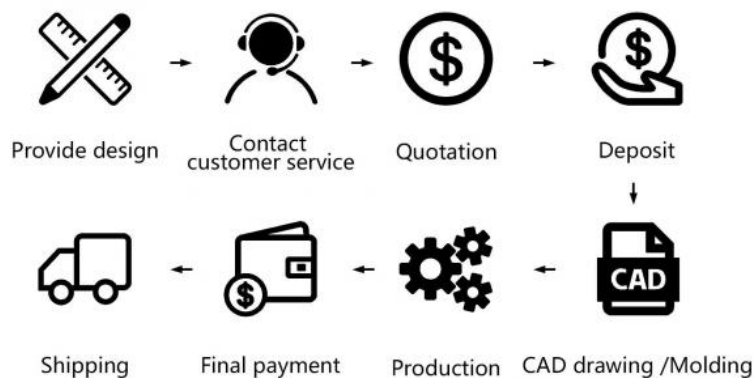 $
$
Provide design
Contact
customer service
Quotation
Deposit
CAD
$
Shipping
Final payment
Production
CAD drawing /Molding